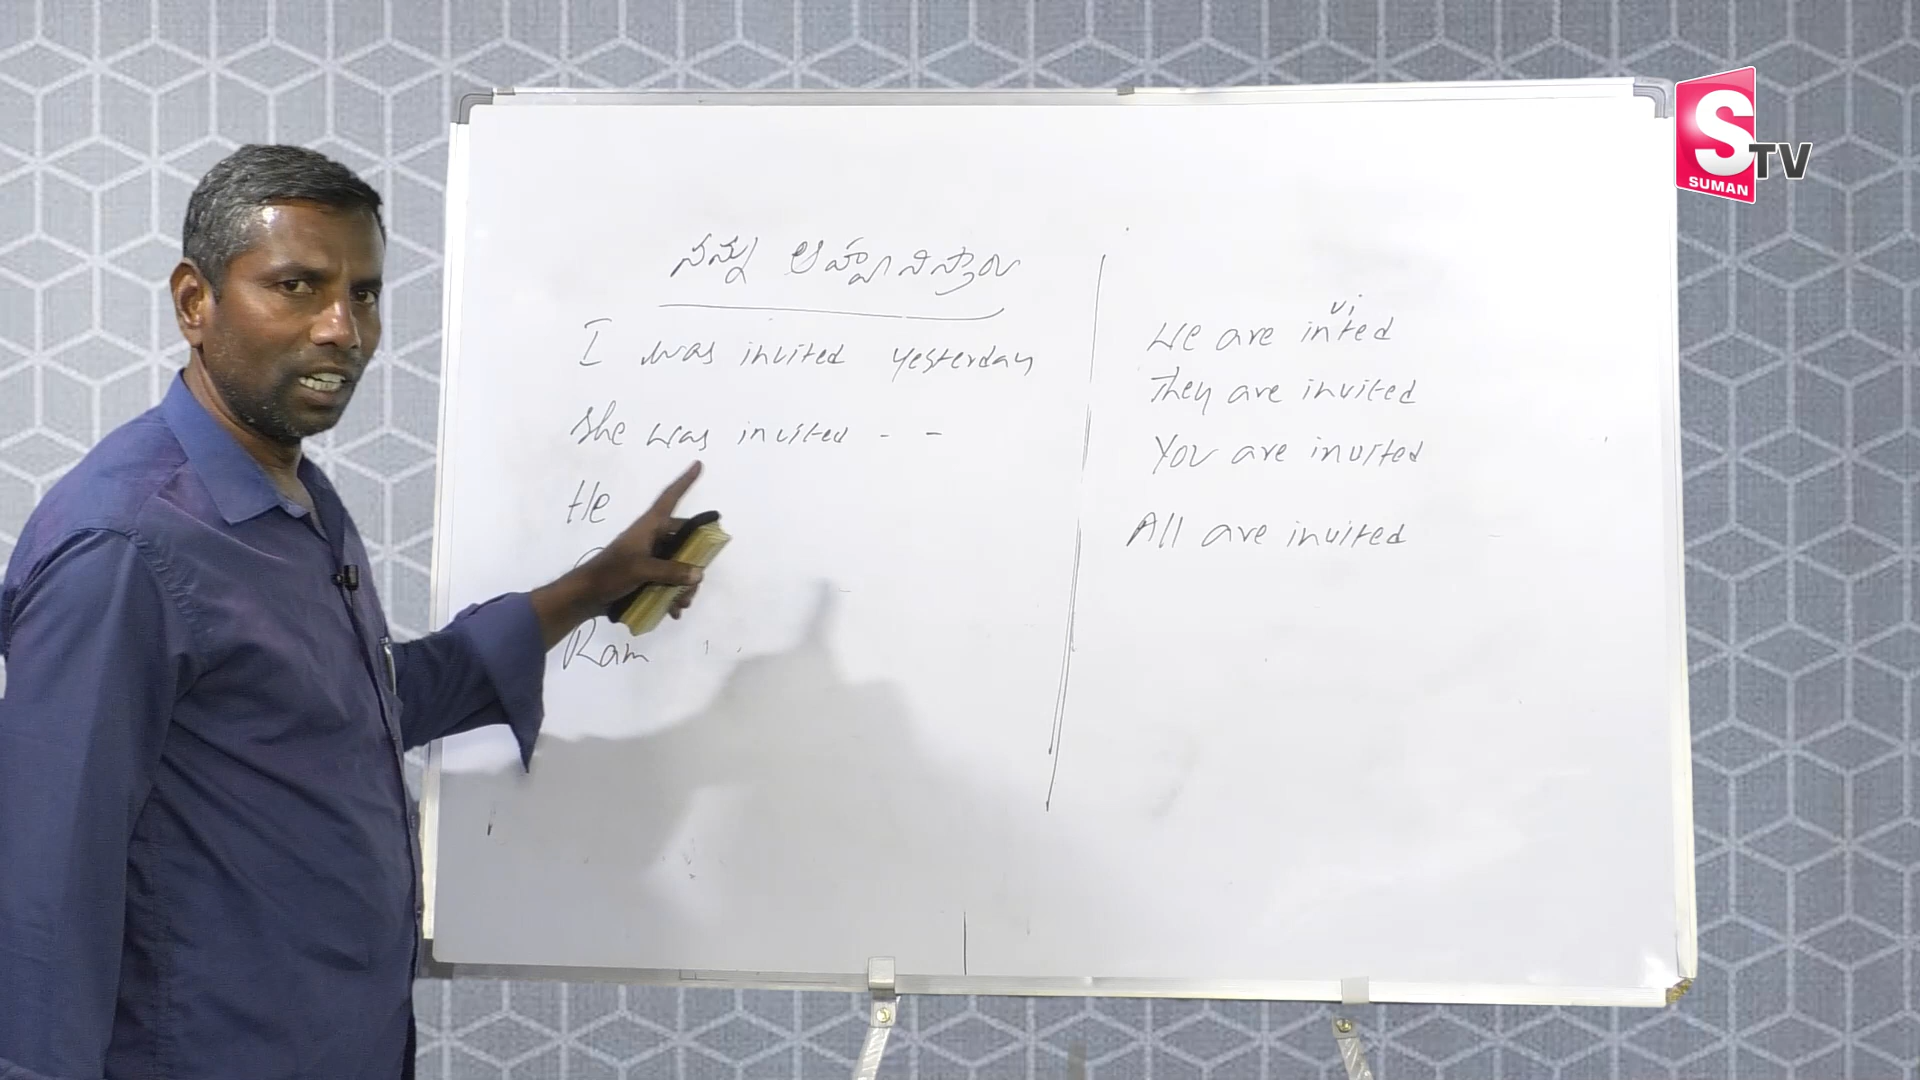 నన్ను ఆహ్వానిస్తారు
I was invited yesterday
She was invited - -
He
Ram
We are invited
They are invited
You are invited
All are invited
S TV
SUMAN